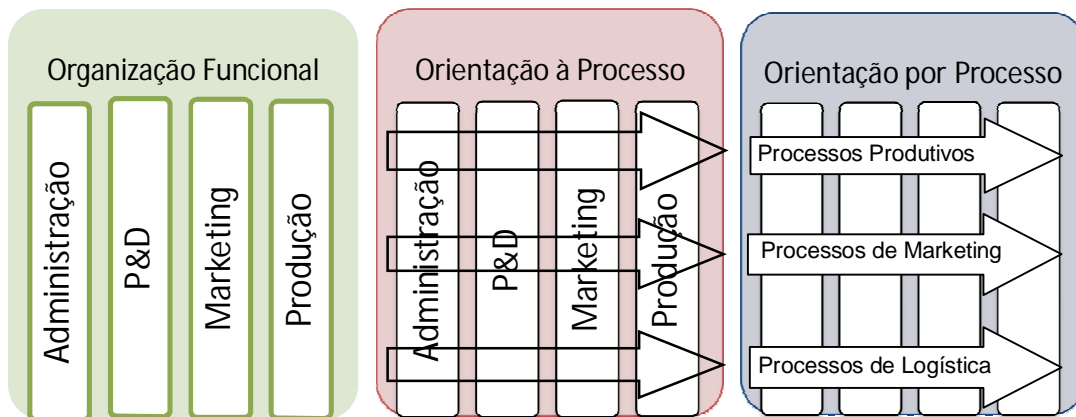 Organização Funcional
Administração
P&D
Marketing
Produção
Orientação à Processo
Administração
P&D
Marketing
Produção
Orientação por Processo
Processos Produtivos
Processos de Marketing
Processos de Logística